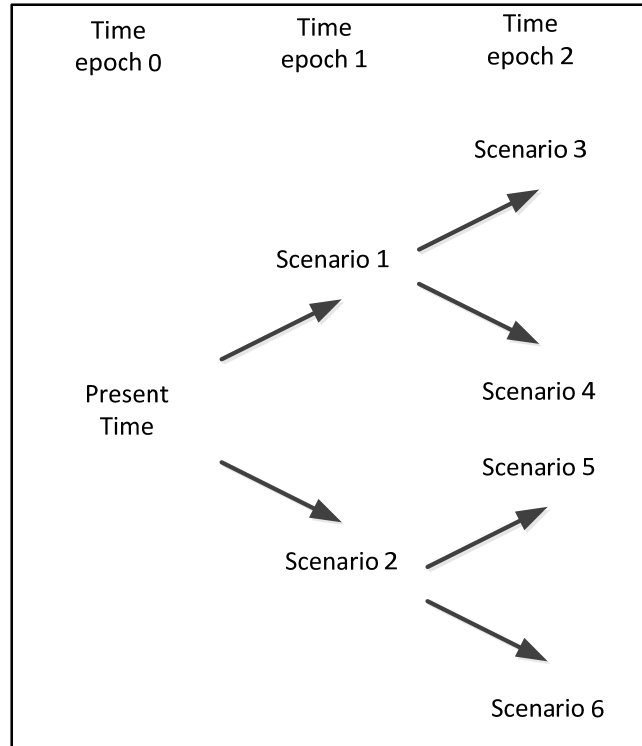 Time
epoch 0
Time
epoch 1
Time
epoch 2
Scenario 3
Scenario 1
Present
Time
Scenario 4
Scenario 5
Scenario 2
Scenario 6